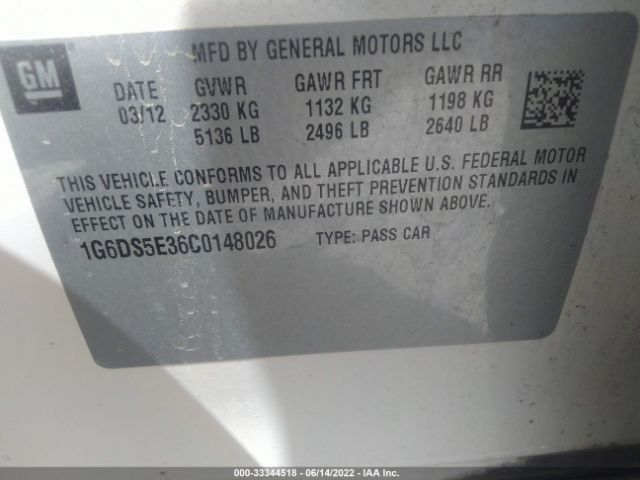 GM
MFD BY GENERAL MOTORS LLC
DATE GVWR GAWR FRT GAWR RR
03/12 2330 KG 1132 KG 1198 KG
5136 LB 2496 LB 2640 LB
THIS VEHICLE CONFORMS TO ALL APPLICABLE U.S. FEDERAL MOTOR
VEHICLE SAFETY, BUMPER, AND THEFT PREVENTION STANDARDS IN
EFFECT ON THE DATE OF MANUFACTURE SHOWN ABOVE.
1G6DS5E36C0148026 TYPE: PASS CAR
000-33344518 - 06/14/2022 - IAA Inc.